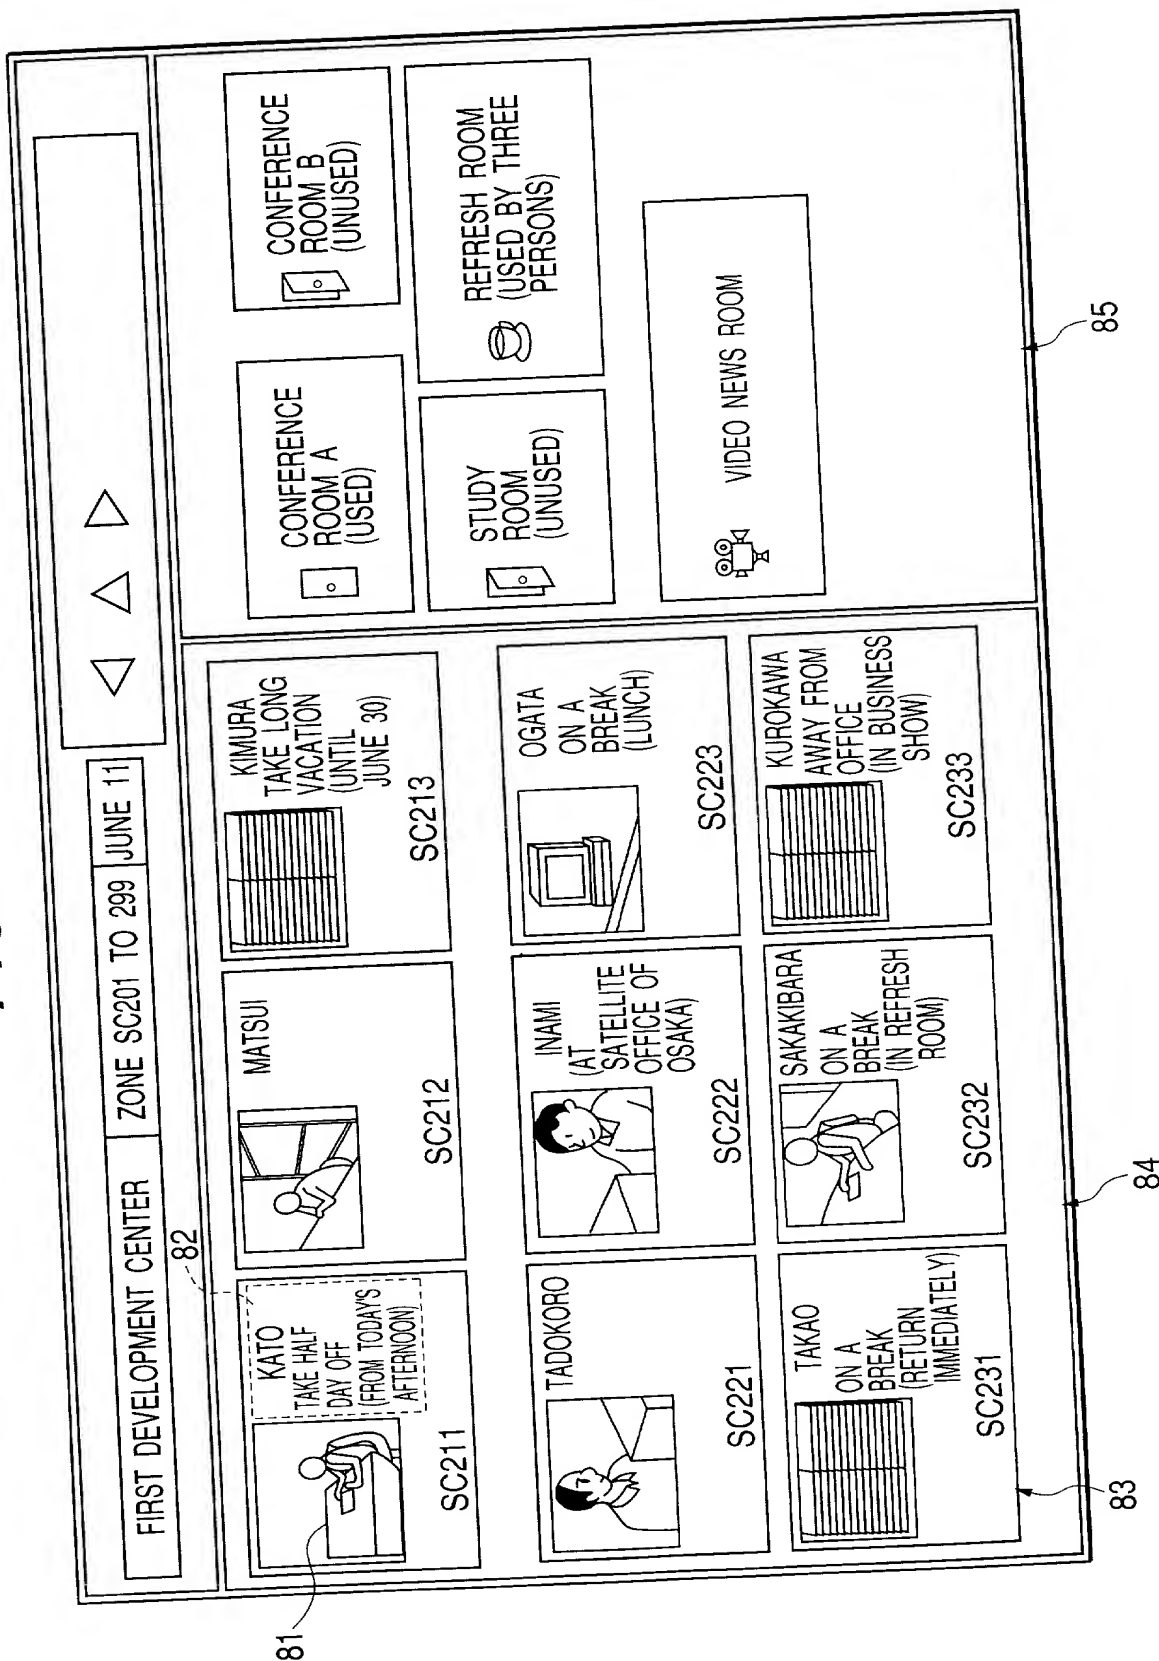 FIRST DEVELOPMENT CENTER
ZONE SC201 TO 299
JUNE 11
82
81
KATO
TAKE HALF
DAY OFF
(FROM TODAY'S
AFTERNOON)
SC211
MATSUI
SC212
KIMURA
TAKE LONG
VACATION
(UNTIL
JUNE 30)
SC213
TADOKORO
SC221
INAMI
(AT
SATELLITE
OFFICE OF
OSAKA)
SC222
OGATA
ON A
BREAK
(LUNCH)
SC223
TAKAO
ON A
BREAK
(RETURN
IMMEDIATELY)
SC231
SAKAKIBARA
ON A
BREAK
(IN REFRESH
ROOM)
SC232
KUROKAWA
AWAY FROM
OFFICE
(IN BUSINESS
SHOW)
SC233
CONFERENCE
ROOM A
(USED)
CONFERENCE
ROOM B
(UNUSED)
STUDY
ROOM
(UNUSED)
REFRESH ROOM
(USED BY THREE
PERSONS)
VIDEO NEWS ROOM
83
84
85